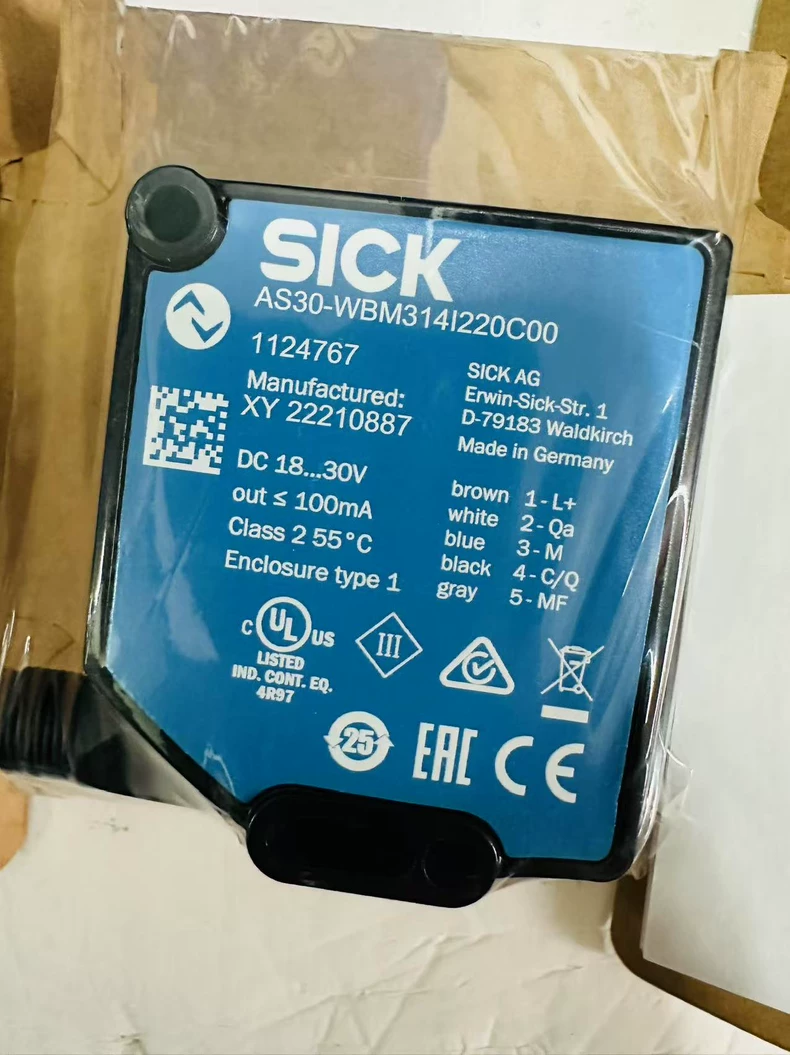 SICK
AS30-WBM314I220C00
1124767
Manufactured:
XY 22210887
SICK AG
Erwin-Sick-Str. 1
D-79183 Waldkirch
Made in Germany
DC 18...30V
out ≤ 100mA
Class 2 55°C
Enclosure type 1
brown 1 - L+
white 2 - Qa
blue 3 - M
black 4 - C/Q
gray 5 - MF
C UL US
LISTED
IND. CONT. EQ.
4R97
III
25
EAC
CE